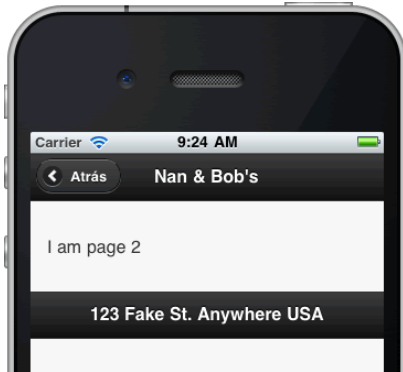 Carrier 9:24 AM
Atrás Nan & Bob's
I am page 2
123 Fake St. Anywhere USA